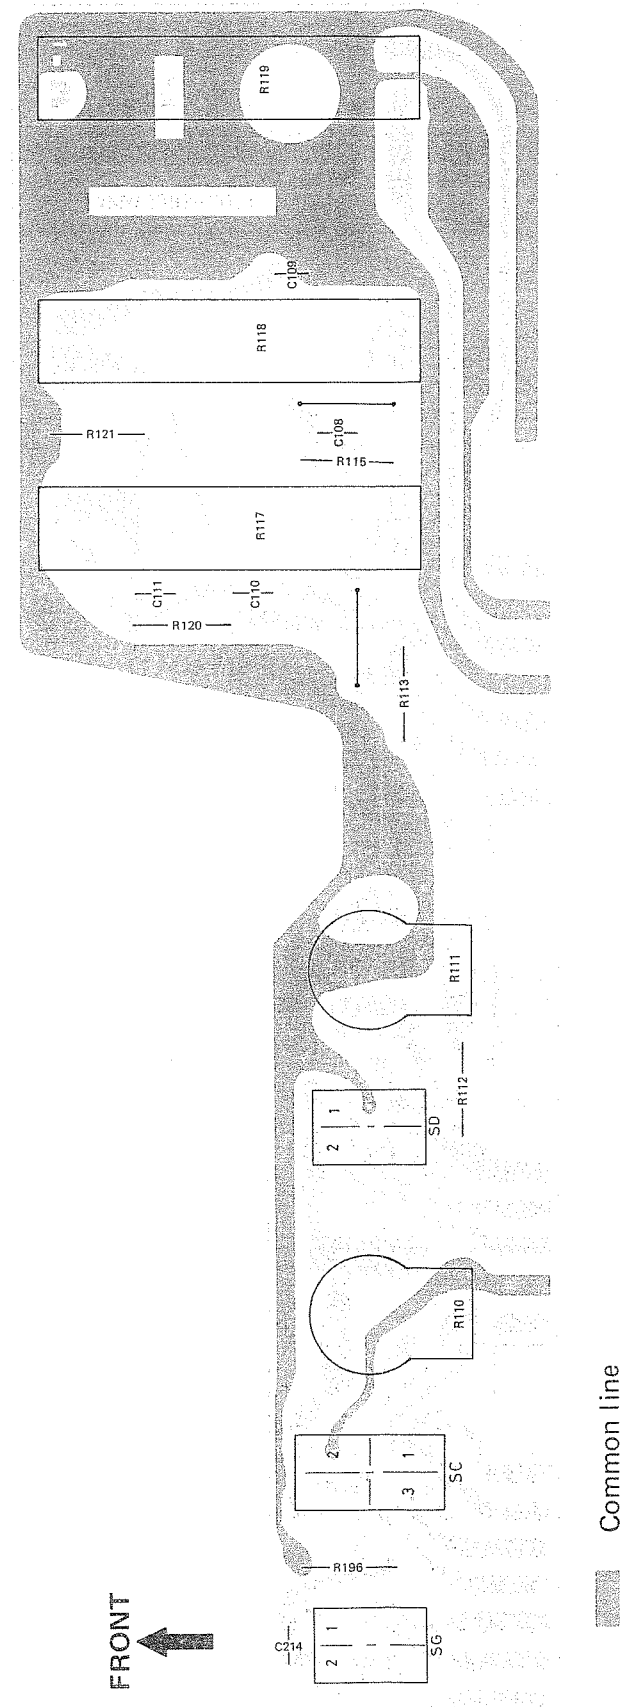 R119
C109
R118
R121
C108
R115
R117
C111
C110
R120
R113
R111
R112
1
2
SD
R110
2
1
3
SC
R196
C214
1
2
SG
FRONT
Common line